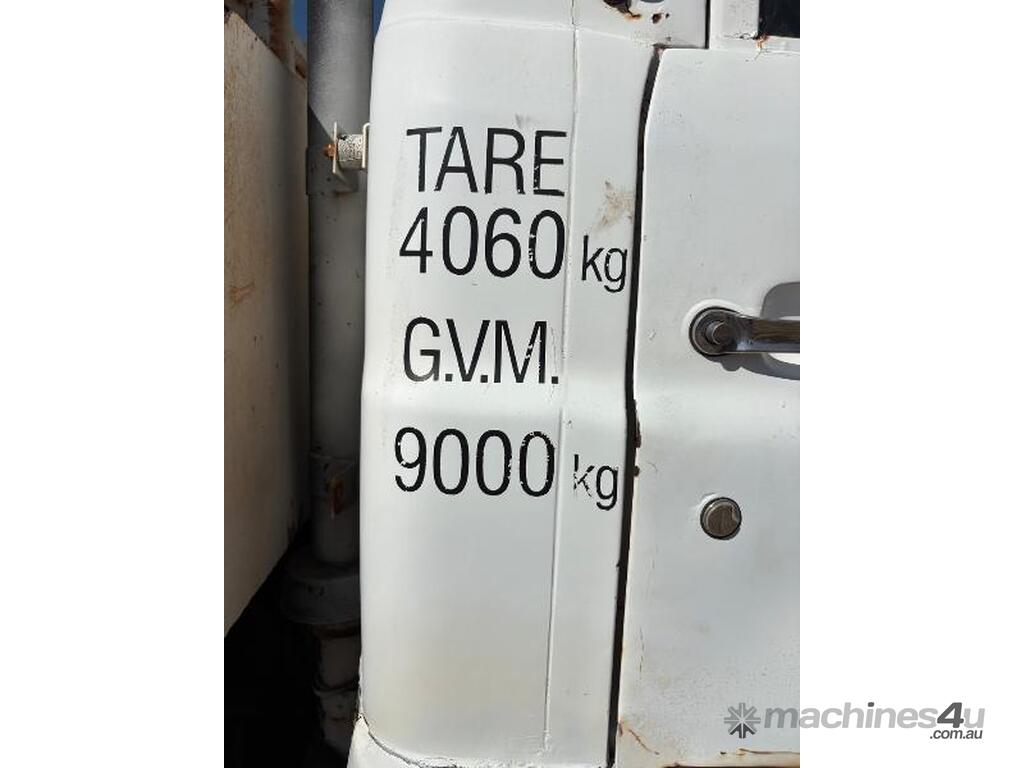 TARE
4060 kg
G.V.M.
9000 kg
machines4u
.com.au